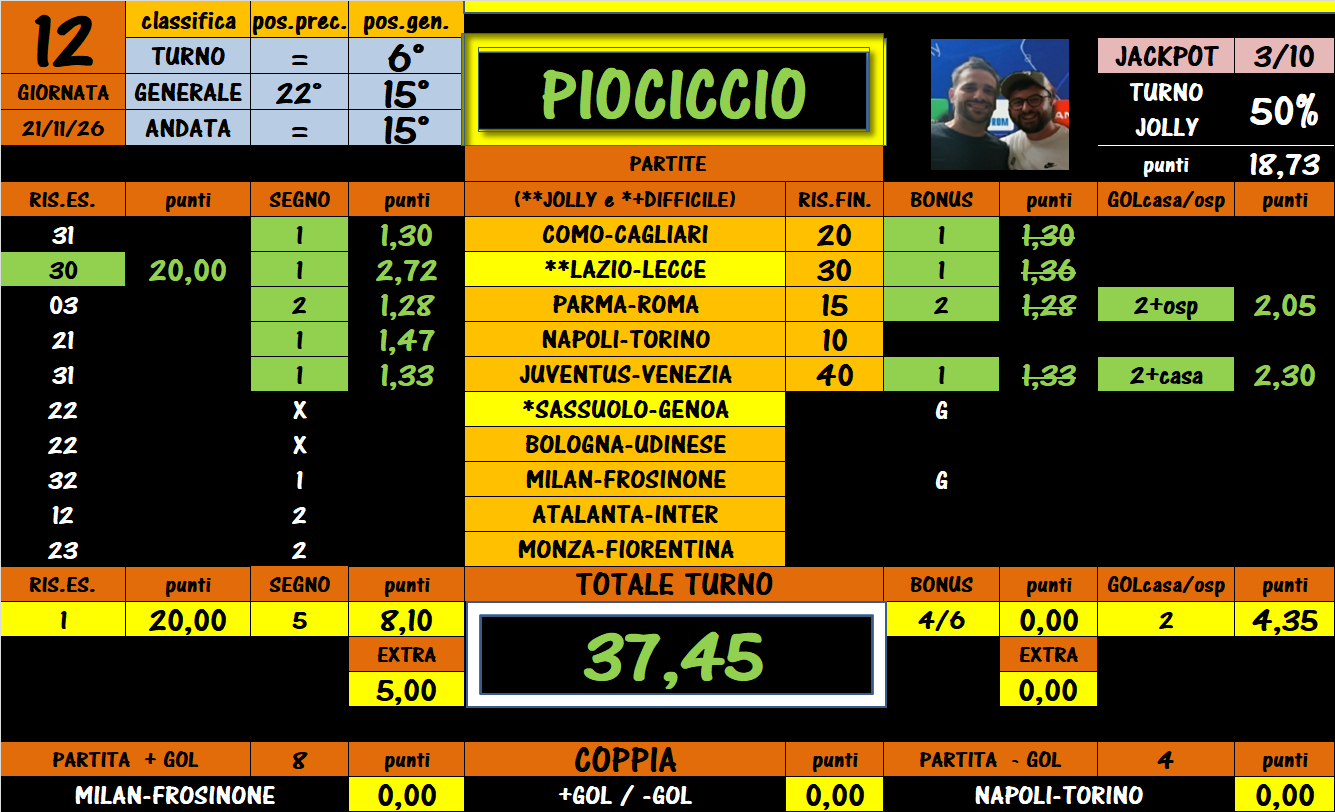 12 classifica pos.prec. pos.gen.
TURNO = 6°
GIORNATA GENERALE 22° 15°
21/11/26 ANDATA = 15°
PIOCICCIO
ROM
JACKPOT 3/10
TURNO JOLLY 50%
punti 18,73
PARTITE
RIS.ES. punti SEGNO punti (**JOLLY e *+DIFFICILE) RIS.FIN. BONUS punti GOLcasa/osp punti
31 1 1,30 COMO-CAGLIARI 20 1 1,30
30 20,00 1 2,72 **LAZIO-LECCE 30 1 1,36
03 2 1,28 PARMA-ROMA 15 2 1,28 2+osp 2,05
21 1 1,47 NAPOLI-TORINO 10
31 1 1,33 JUVENTUS-VENEZIA 40 1 1,33 2+casa 2,30
22 X *SASSUOLO-GENOA G
22 X BOLOGNA-UDINESE
32 1 MILAN-FROSINONE G
12 2 ATALANTA-INTER
23 2 MONZA-FIORENTINA
RIS.ES. punti SEGNO punti TOTALE TURNO BONUS punti GOLcasa/osp punti
1 20,00 5 8,10 37,45 4/6 0,00 2 4,35
EXTRA EXTRA
5,00 0,00
PARTITA + GOL 8 punti COPPIA punti PARTITA - GOL 4 punti
MILAN-FROSINONE 0,00 +GOL / -GOL 0,00 NAPOLI-TORINO 0,00